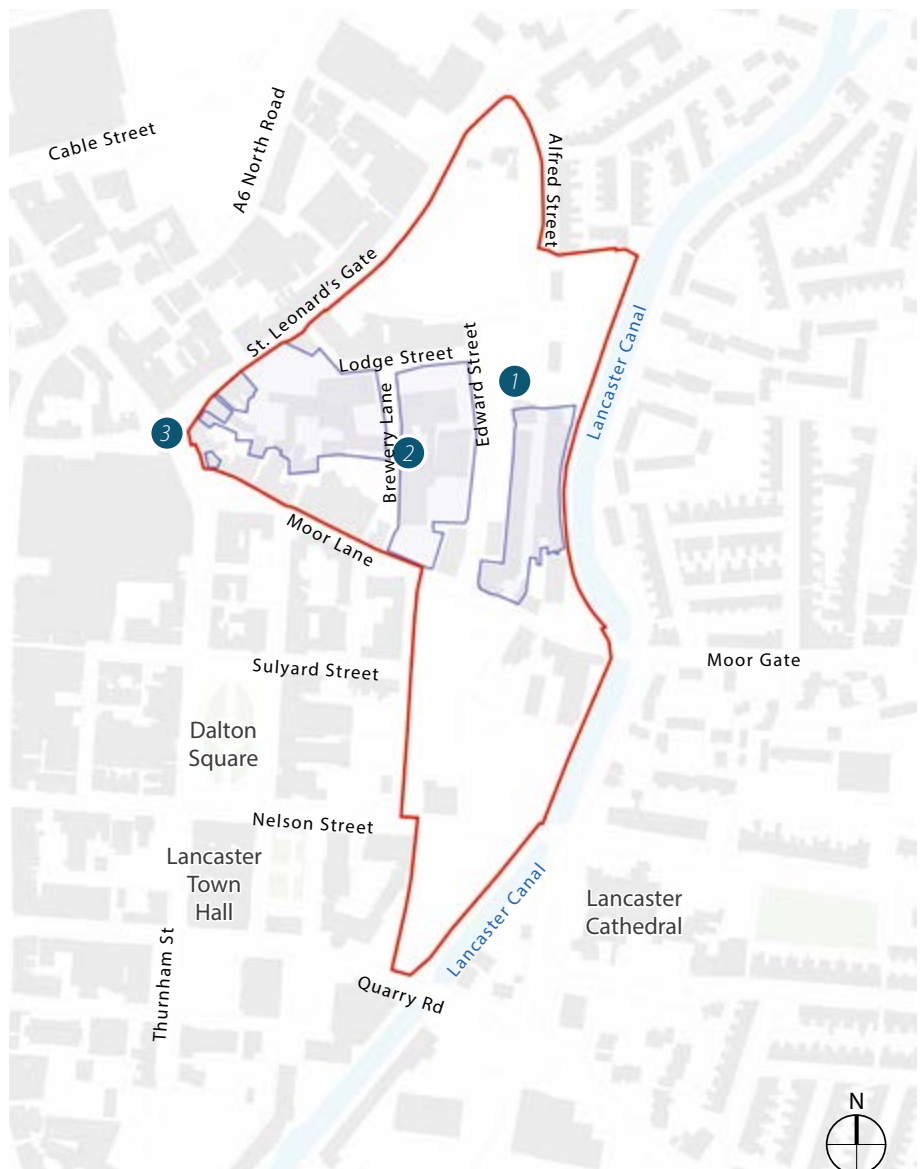 Cable Street
A6 North Road
Alfred Street
St. Leonard's Gate
Lancaster Canal
Lodge Street
Edward Street
1
Brewery Lane
3
2
Moor Lane
Sulyard Street
Moor Gate
Dalton
Square
Nelson Street
Lancaster
Town
Hall
Lancaster
Cathedral
Lancaster Canal
Thurnham St
Quarry Rd
N